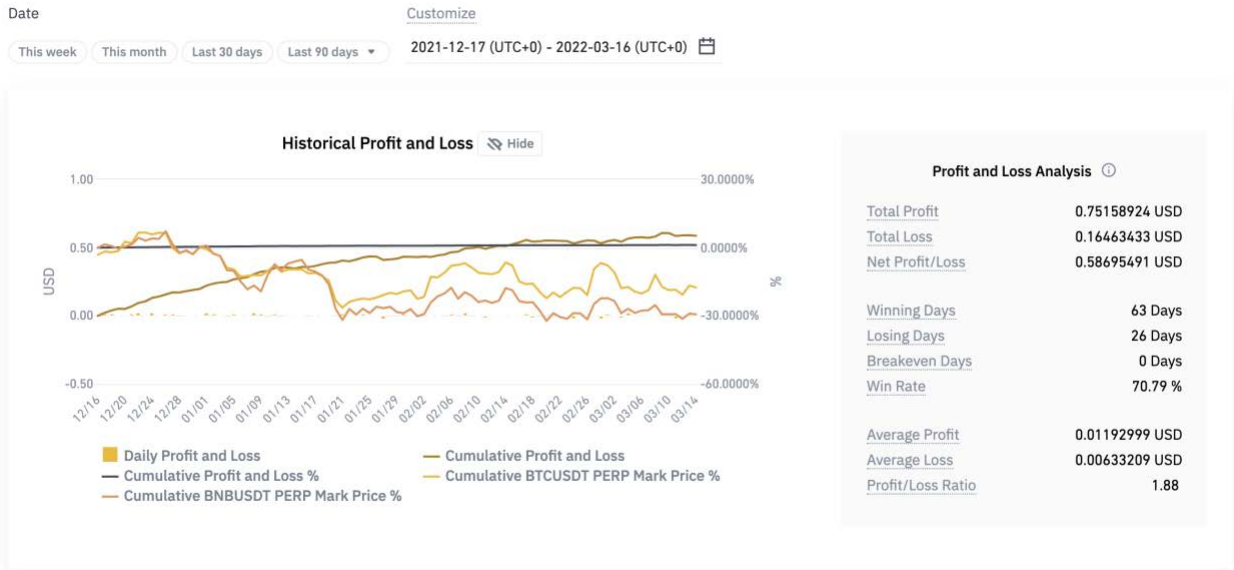 Date
Customize
This week
This month
Last 30 days
Last 90 days
2021-12-17 (UTC+0) - 2022-03-16 (UTC+0)
Historical Profit and Loss
Hide
1.00
0.50
0.00
-0.50
USD
30.0000%
0.0000%
-30.0000%
-60.0000%
%
12/16 12/20 12/24 12/28 01/01 01/05 01/09 01/13 01/17 01/21 01/25 01/29 02/02 02/06 02/10 02/14 02/18 02/22 02/26 03/02 03/06 03/10 03/14
Daily Profit and Loss
Cumulative Profit and Loss
Cumulative Profit and Loss %
Cumulative BTCUSDT PERP Mark Price %
Cumulative BNBUSDT PERP Mark Price %
Profit and Loss Analysis
Total Profit 0.75158924 USD
Total Loss 0.16463433 USD
Net Profit/Loss 0.58695491 USD
Winning Days 63 Days
Losing Days 26 Days
Breakeven Days 0 Days
Win Rate 70.79 %
Average Profit 0.01192999 USD
Average Loss 0.00633209 USD
Profit/Loss Ratio 1.88